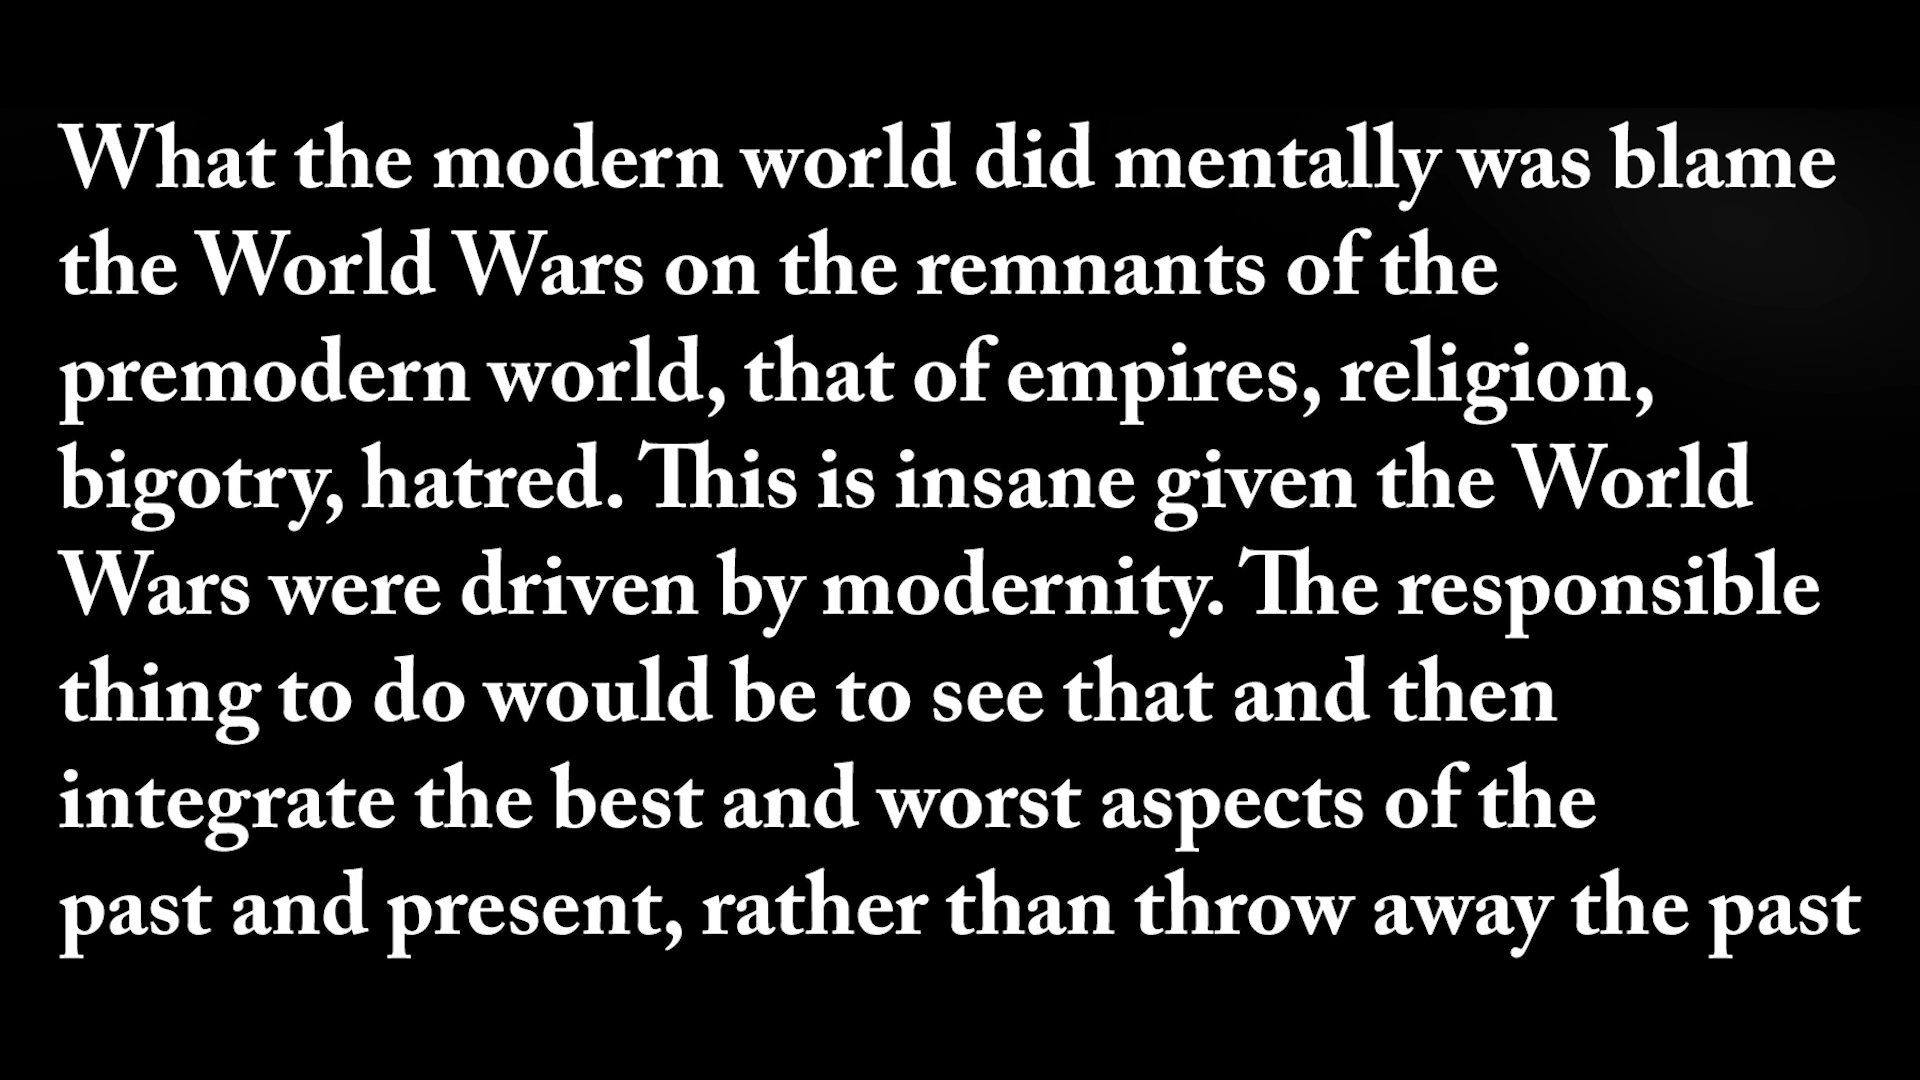 What the modern world did mentally was blame
the World Wars on the remnants of the
premodern world, that of empires, religion,
bigotry, hatred. This is insane given the World
Wars were driven by modernity. The responsible
thing to do would be to see that and then
integrate the best and worst aspects of the
past and present, rather than throw away the past